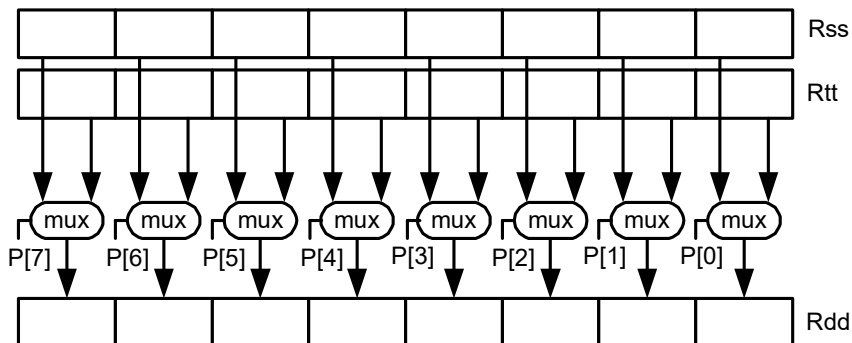 Rss
Rtt
mux mux mux mux mux mux mux mux
P[7] P[6] P[5] P[4] P[3] P[2] P[1] P[0]
Rdd